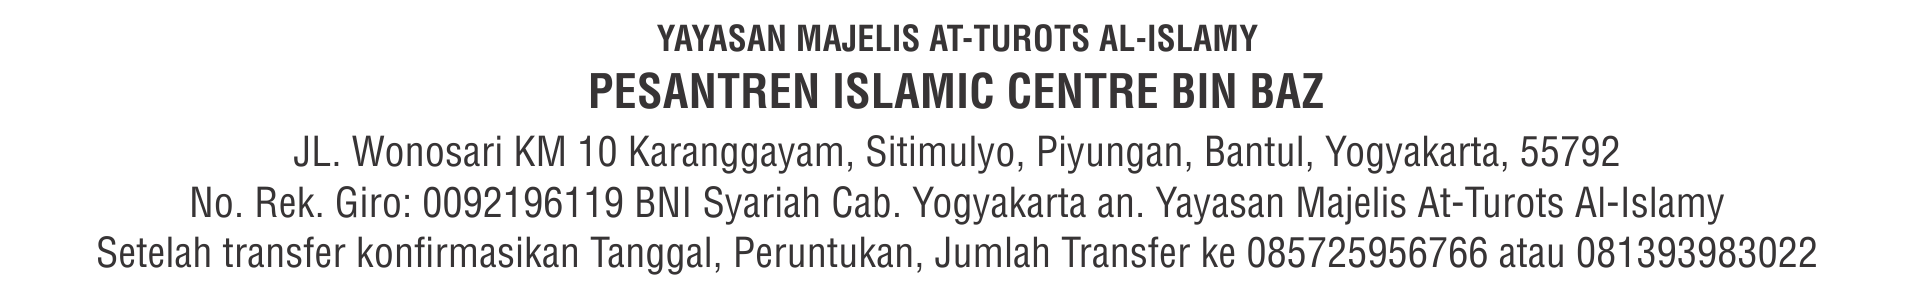 YAYASAN MAJELIS AT-TUROTS AL-ISLAMY
PESANTREN ISLAMIC CENTRE BIN BAZ
JL. Wonosari KM 10 Karanggayam, Sitimulyo, Piyungan, Bantul, Yogyakarta, 55792
No. Rek. Giro: 0092196119 BNI Syariah Cab. Yogyakarta an. Yayasan Majelis At-Turots Al-Islamy
Setelah transfer konfirmasikan Tanggal, Peruntukan, Jumlah Transfer ke 085725956766 atau 081393983022